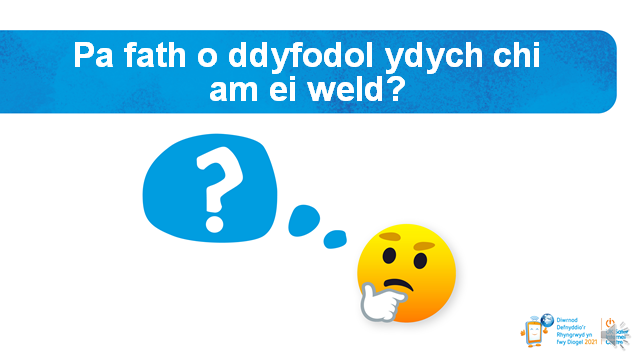 Pa fath o ddyfodol ydych chi
am ei weld?
?
Diwrnod
Defnyddio'r
Rhyngrwyd yn
fwy Diogel 2021